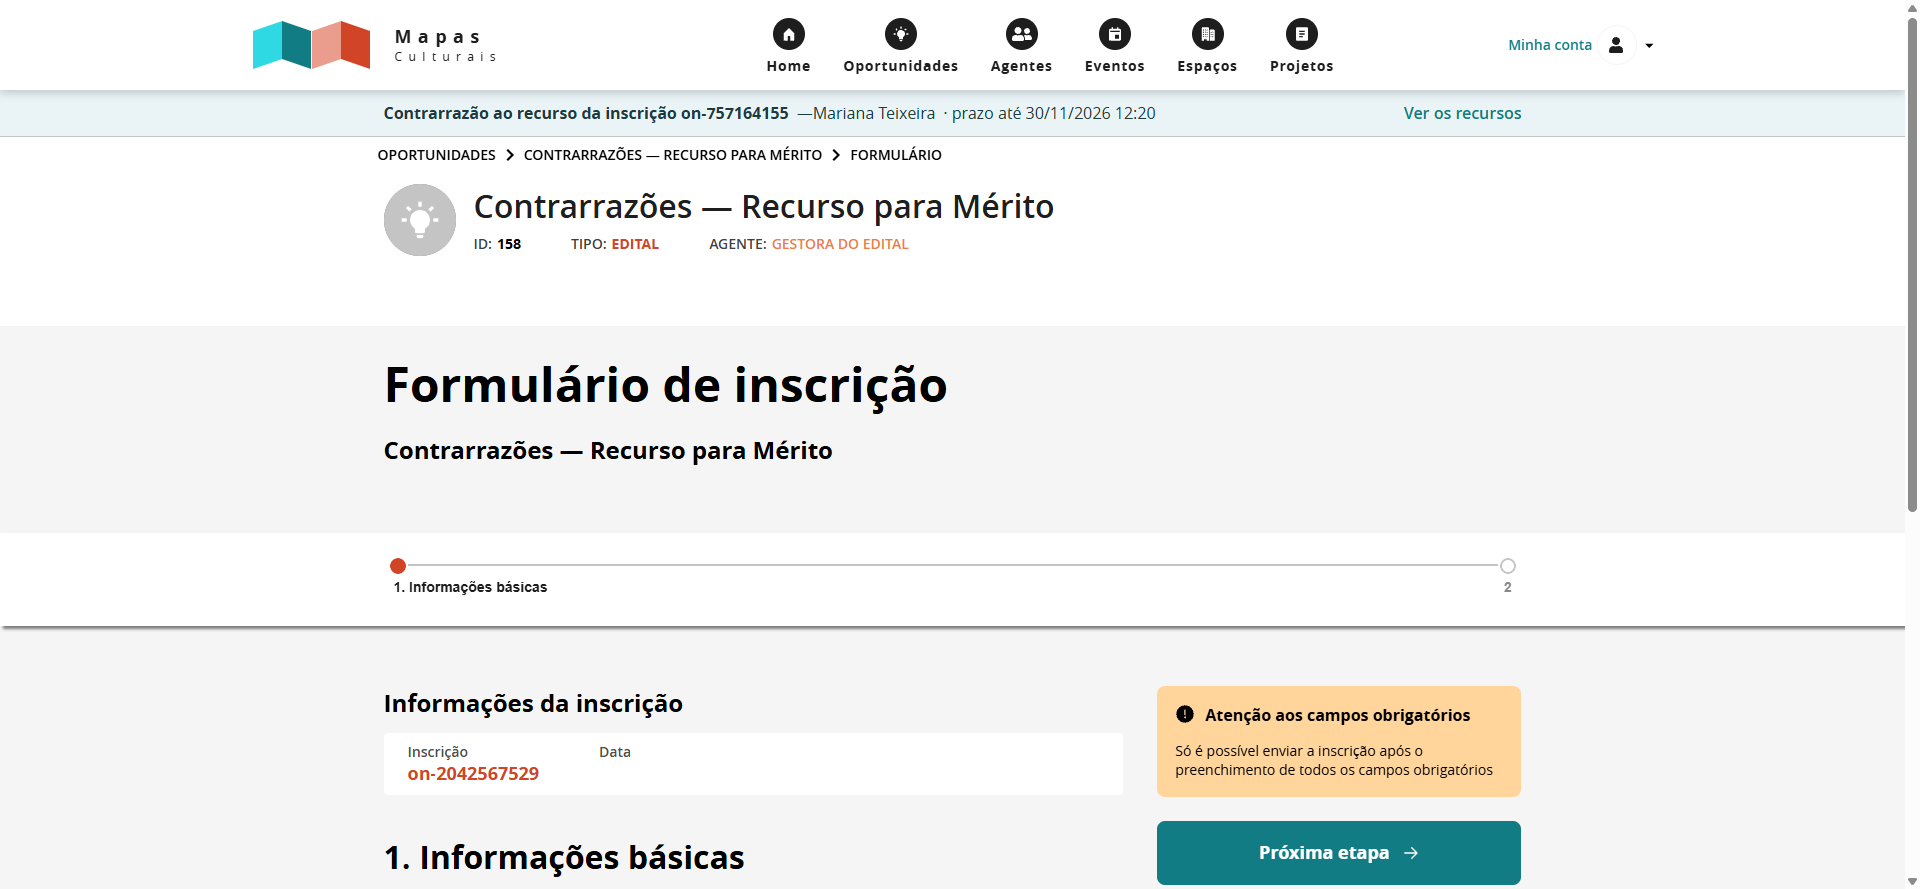 Mapas
Culturais
Home
Oportunidades
Agentes
Eventos
Espaços
Projetos
Minha conta
Contrarrazão ao recurso da inscrição on-757164155 —Mariana Teixeira · prazo até 30/11/2026 12:20
Ver os recursos
OPORTUNIDADES > CONTRARRAZÕES — RECURSO PARA MÉRITO > FORMULÁRIO
Contrarrazões — Recurso para Mérito
ID: 158 TIPO: EDITAL AGENTE: GESTORA DO EDITAL
Formulário de inscrição
Contrarrazões — Recurso para Mérito
1. Informações básicas
2
Informações da inscrição
Inscrição
on-2042567529
Data
Atenção aos campos obrigatórios
Só é possível enviar a inscrição após o
preenchimento de todos os campos obrigatórios
1. Informações básicas
Próxima etapa